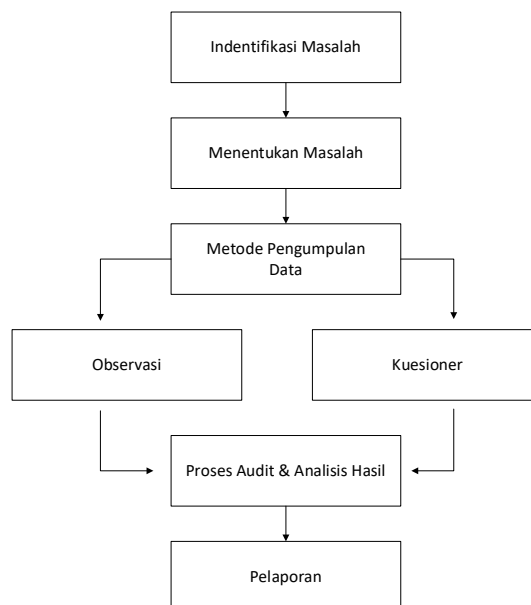 Indentifikasi Masalah
Menentukan Masalah
Metode Pengumpulan
Data
Observasi
Kuesioner
Proses Audit & Analisis Hasil
Pelaporan